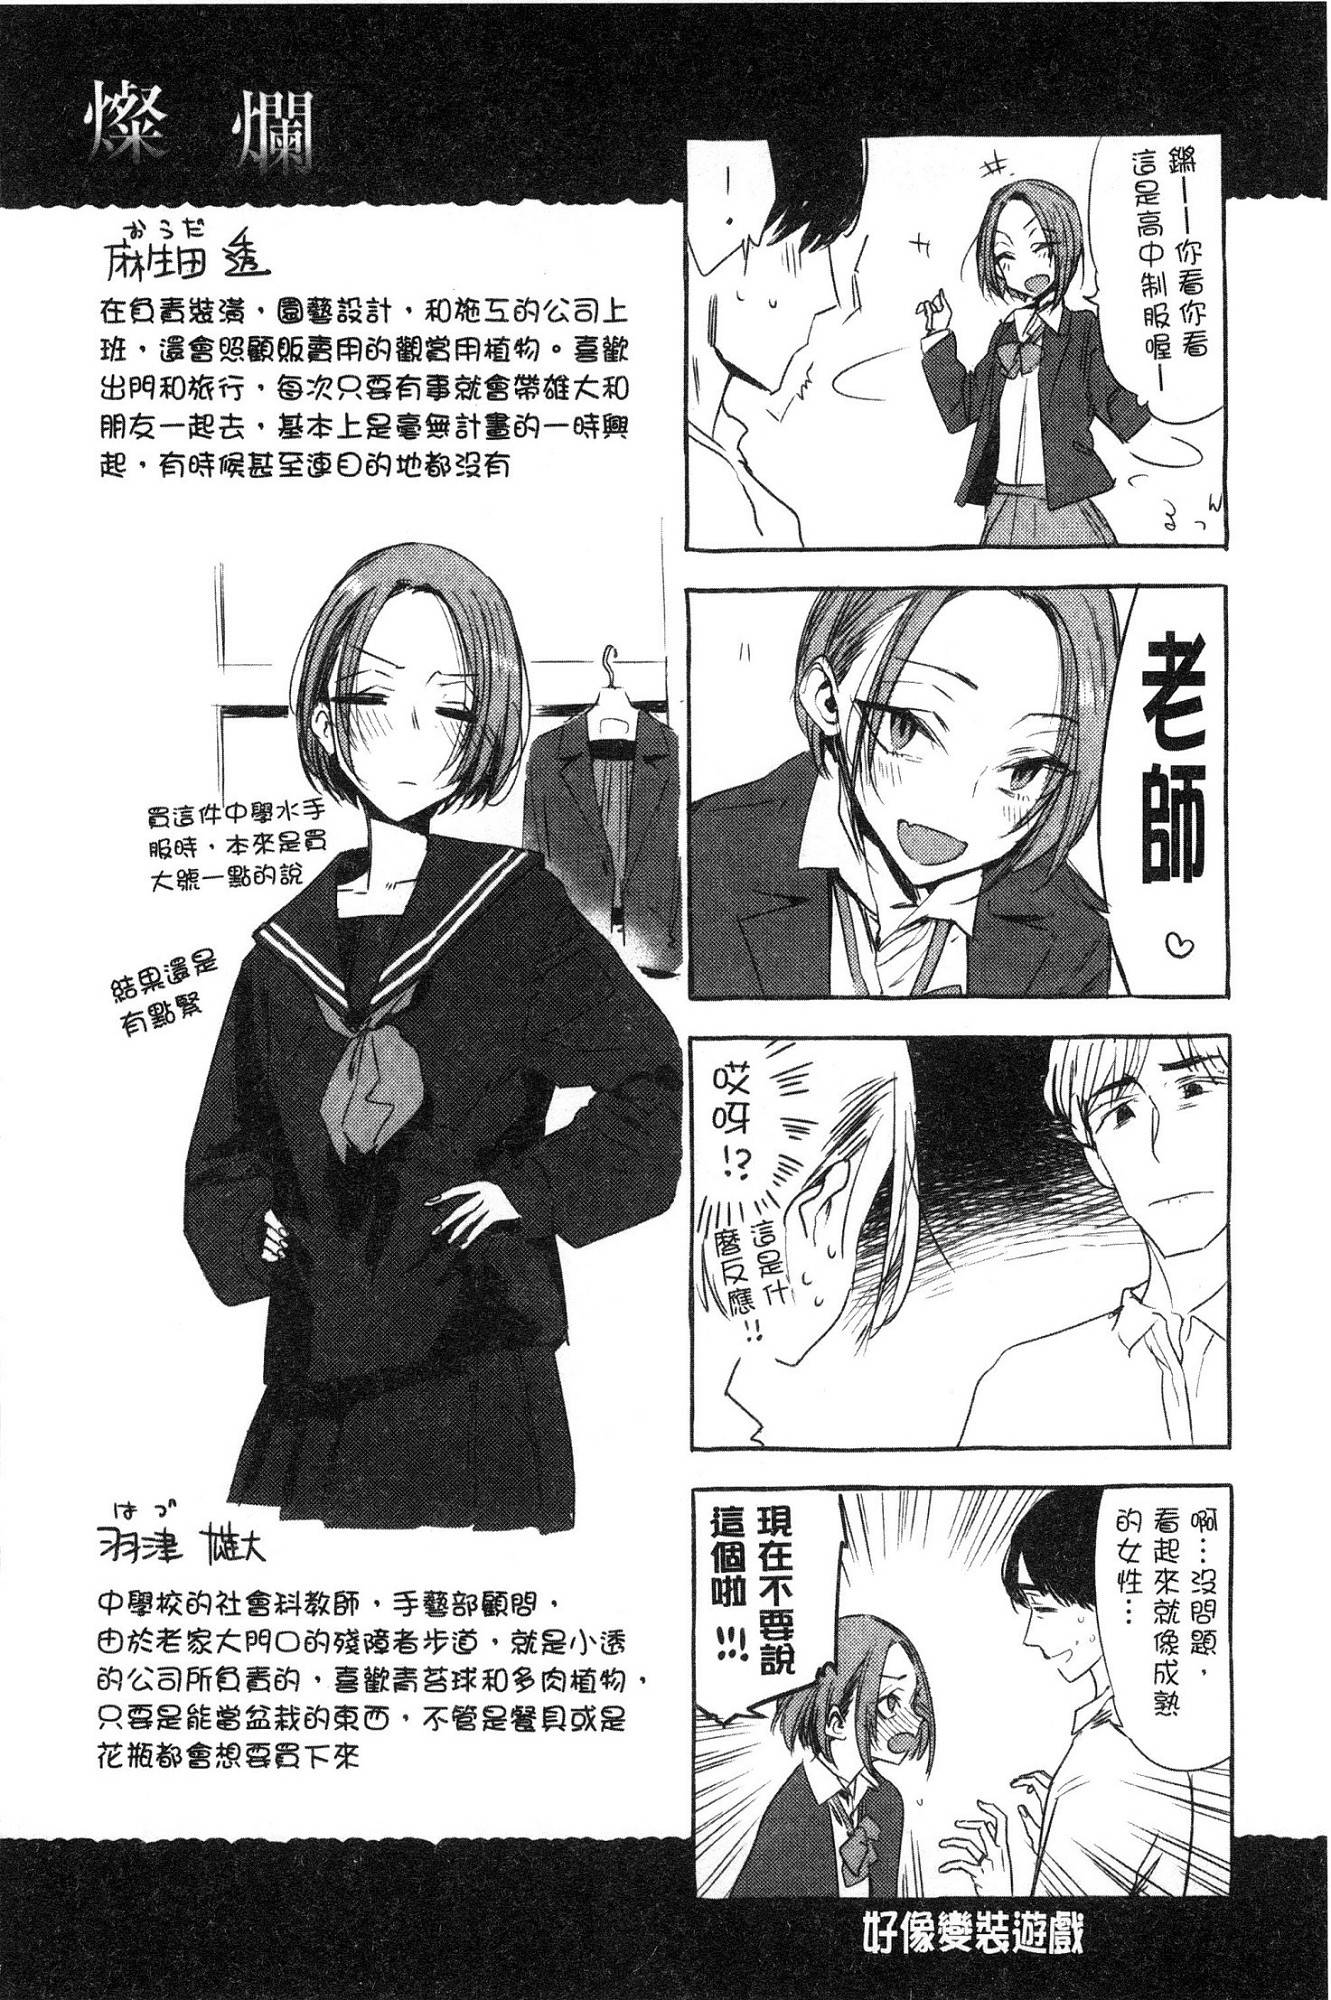 燦爛
おうだ
麻生田 透
在負責裝潢，園藝設計，和施工的公司上
班，還會照顧販賣用的觀賞用植物。喜歡
出門和旅行，每次只要有事就會帶雄大和
朋友一起去，基本上是毫無計畫的一時興
起，有時候甚至連目的地都沒有
買這件中學水手
服時，本來是買
大號一點的說
結果還是
有點緊
はづ
羽津 雄大
中學校的社會科教師，手藝部顧問，
由於老家大門口的殘障者步道，就是小透
的公司所負責的，喜歡青苔球和多肉植物，
只要是能當盆栽的東西，不管是餐具或是
花瓶都會想要買下來
鏘——你看你看
這是高中制服喔—
！
老師♡
哎呀!?
這是什
麼反應!!
啊…沒問題，
看起來就像成熟
的女性…
現在不要說
這個啦!!!
好像變裝遊戲